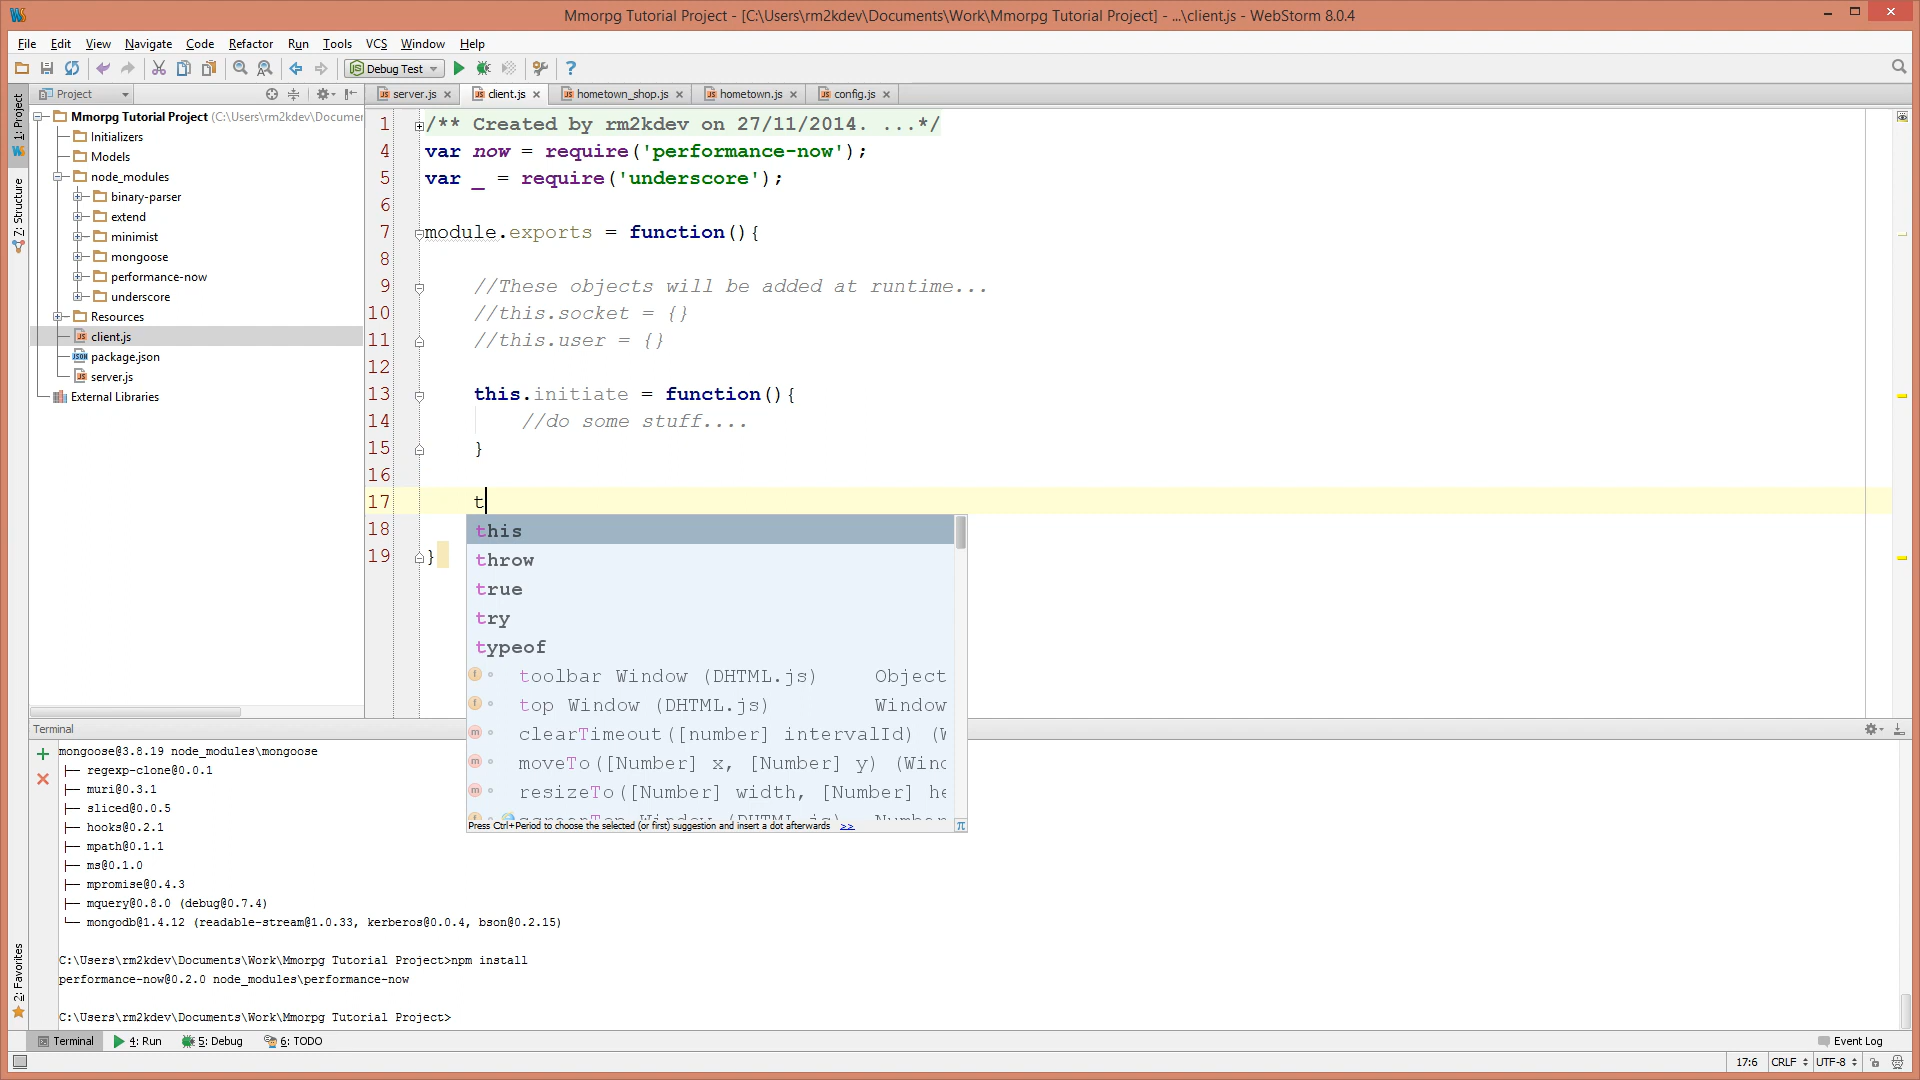 Mmorpg Tutorial Project - [C:\Users\rm2kdev\Documents\Work\Mmorpg Tutorial Project] - ...\client.js - WebStorm 8.0.4
File Edit View Navigate Code Refactor Run Tools VCS Window Help
Debug Test
Project
server.js client.js hometown_shop.js hometown.js config.js
1: Project
Z: Structure
2: Favorites
Mmorpg Tutorial Project (C:\Users\rm2kdev\Documen
Initializers
Models
node_modules
binary-parser
extend
minimist
mongoose
performance-now
underscore
Resources
client.js
package.json
server.js
External Libraries
1 /** Created by rm2kdev on 27/11/2014. ...*/
4 var now = require('performance-now');
5 var _ = require('underscore');
6
7 module.exports = function(){
8
9 //These objects will be added at runtime...
10 //this.socket = {}
11 //this.user = {}
12
13 this.initiate = function(){
14 //do some stuff....
15 }
16
17 t
18
19 }
this
throw
true
try
typeof
toolbar Window (DHTML.js) Object
top Window (DHTML.js) Window
clearTimeout([number] intervalId) (W
moveTo([Number] x, [Number] y) (Winc
resizeTo([Number] width, [Number] he
screenTop Window (DHTML.js) Number
Press Ctrl+Period to choose the selected (or first) suggestion and insert a dot afterwards >> π
Terminal
mongoose@3.8.19 node_modules\mongoose
├── regexp-clone@0.0.1
├── muri@0.3.1
├── sliced@0.0.5
├── hooks@0.2.1
├── mpath@0.1.1
├── ms@0.1.0
├── mpromise@0.4.3
├── mquery@0.8.0 (debug@0.7.4)
└── mongodb@1.4.12 (readable-stream@1.0.33, kerberos@0.0.4, bson@0.2.15)
C:\Users\rm2kdev\Documents\Work\Mmorpg Tutorial Project>npm install
performance-now@0.2.0 node_modules\performance-now
C:\Users\rm2kdev\Documents\Work\Mmorpg Tutorial Project>
Terminal 4: Run 5: Debug 6: TODO Event Log
17:6 CRLF UTF-8